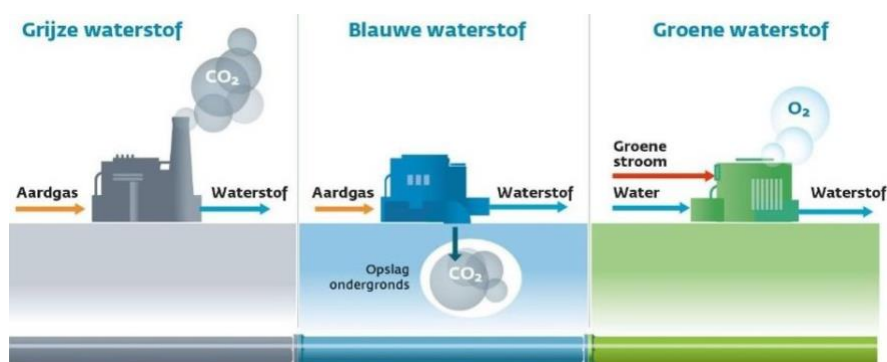 Grijze waterstof
CO₂
Aardgas
Waterstof
Blauwe waterstof
Aardgas
Waterstof
Opslag
ondergronds
CO₂
Groene waterstof
O₂
Groene
stroom
Water
Waterstof